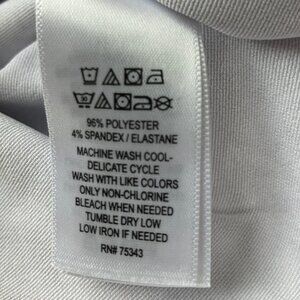 96% POLYESTER
4% SPANDEX / ELASTANE
MACHINE WASH COOL-
DELICATE CYCLE
WASH WITH LIKE COLORS
ONLY NON-CHLORINE
BLEACH WHEN NEEDED
TUMBLE DRY LOW
LOW IRON IF NEEDED
RN# 75343